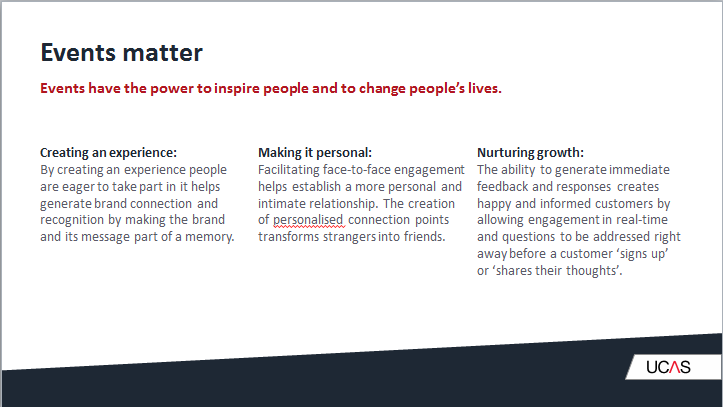 Events matter
Events have the power to inspire people and to change people's lives.
Creating an experience:
By creating an experience people
are eager to take part in it helps
generate brand connection and
recognition by making the brand
and its message part of a memory.
Making it personal:
Facilitating face-to-face engagement
helps establish a more personal and
intimate relationship. The creation
of personalised connection points
transforms strangers into friends.
Nurturing growth:
The ability to generate immediate
feedback and responses creates
happy and informed customers by
allowing engagement in real-time
and questions to be addressed right
away before a customer ‘signs up’
or ‘shares their thoughts’.
UCAS